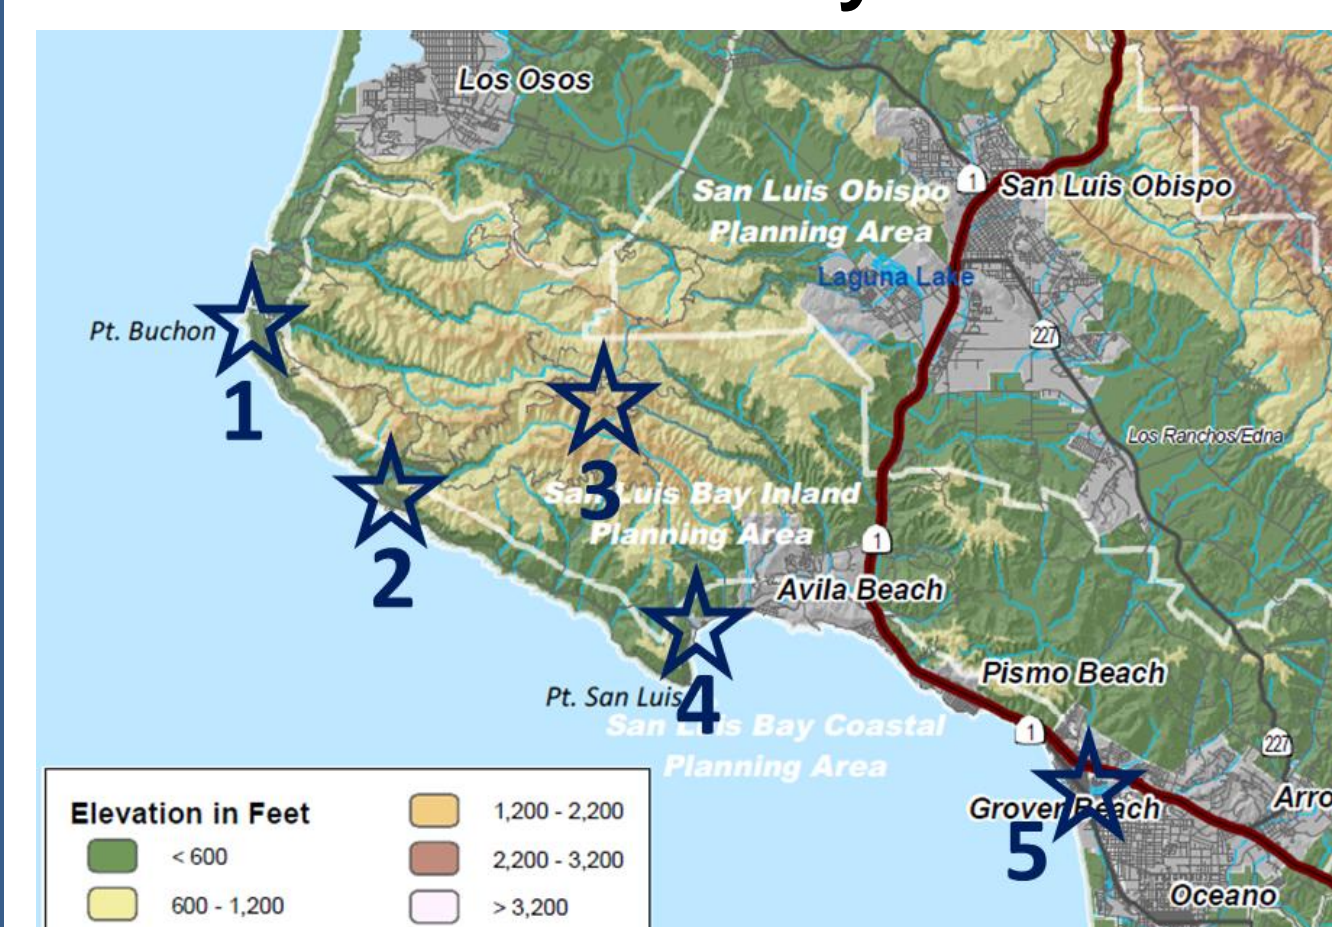 Los Osos
San Luis Obispo
Planning Area
1
San Luis Obispo
Laguna Lake
227
Pt. Buchon
1
Los Ranchos/Edna
3
San Luis Bay Inland
Planning Area
2
1
Avila Beach
Pismo Beach
Pt. San Luis
4
San Luis Bay Coastal
Planning Area
1
227
Grover Beach
Arro
5
Oceano
Elevation in Feet
< 600
600 - 1,200
1,200 - 2,200
2,200 - 3,200
> 3,200